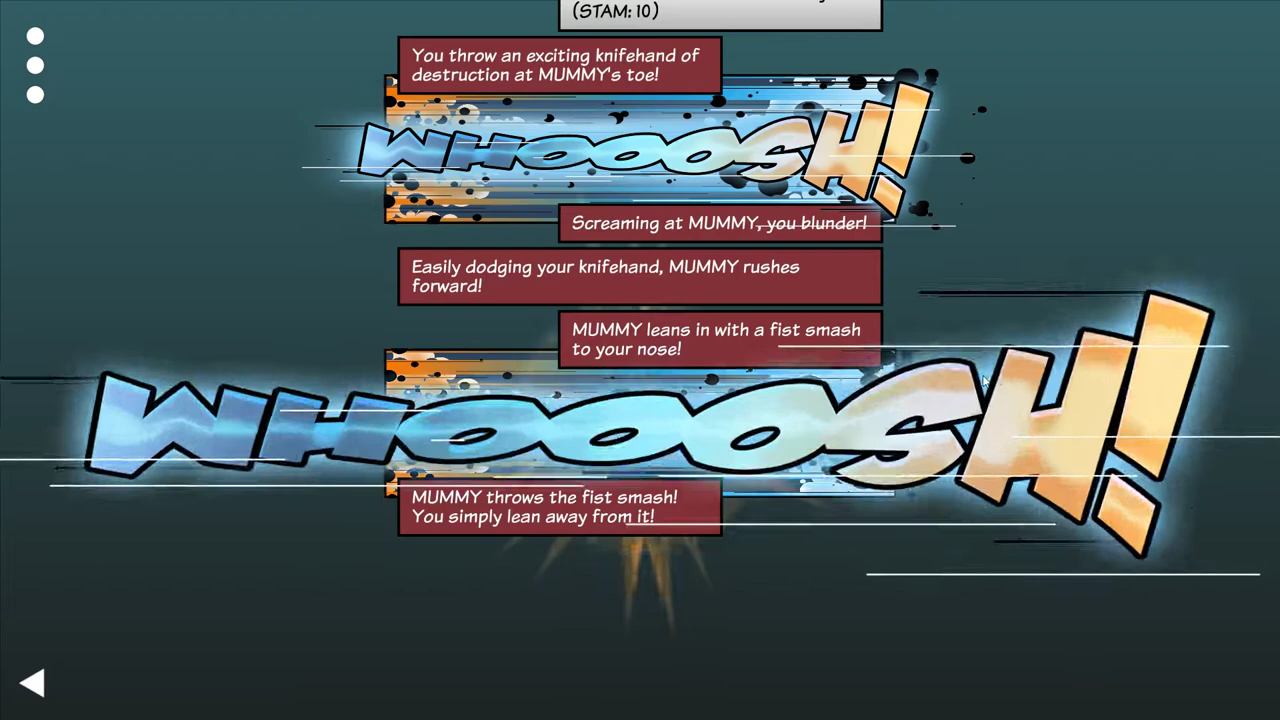 (STAM: 10)
You throw an exciting knifehand of
destruction at MUMMY's toe!
WHOOOSH!
Screaming at MUMMY, you blunder!
Easily dodging your knifehand, MUMMY rushes
forward!
MUMMY leans in with a fist smash
to your nose!
WHOOOSH!
MUMMY throws the fist smash!
You simply lean away from it!